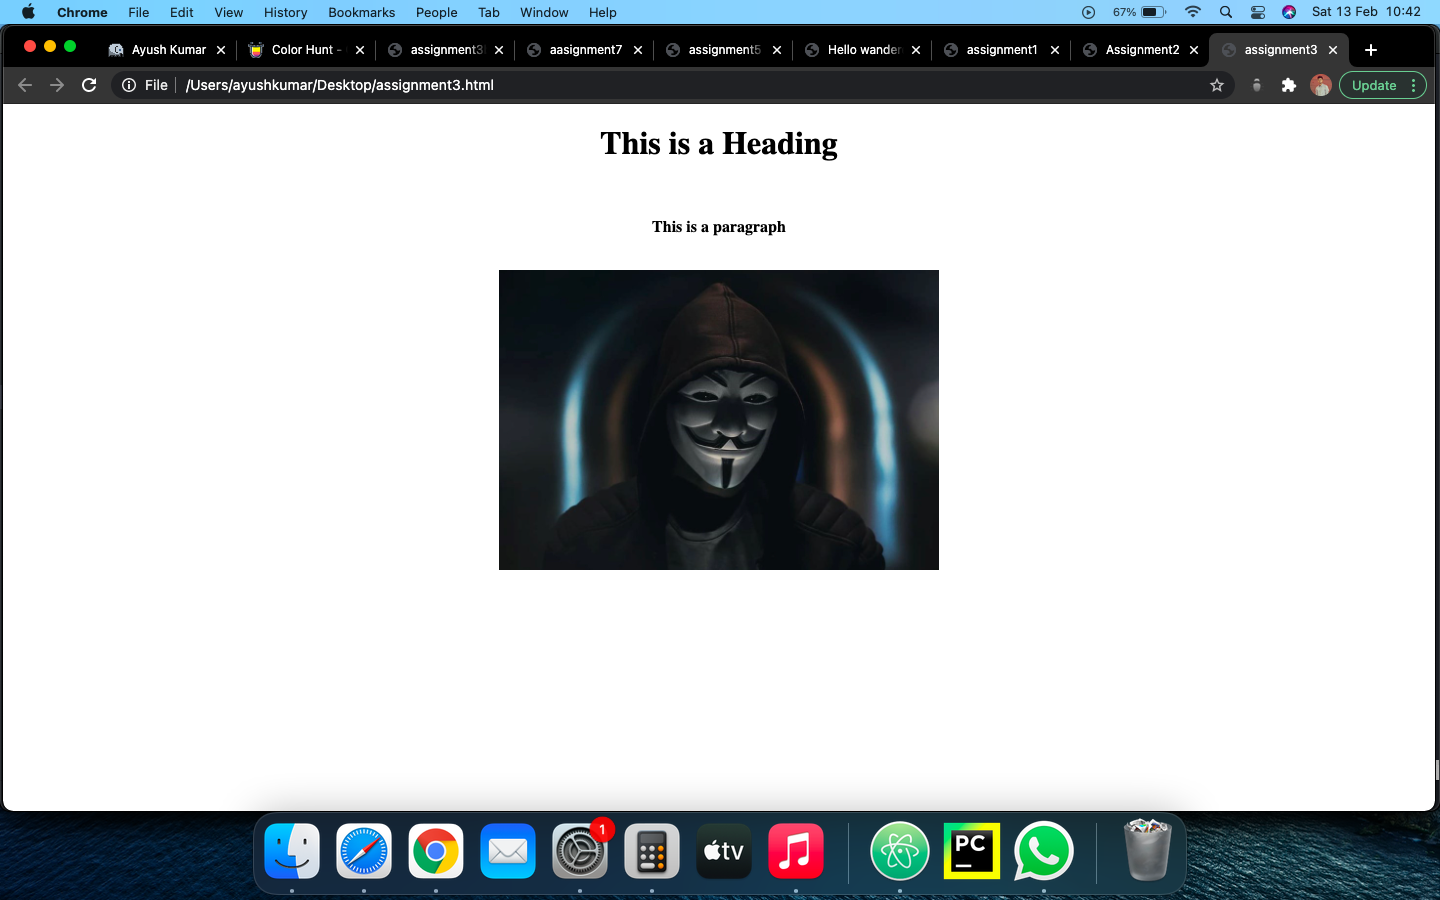 Chrome File Edit View History Bookmarks People Tab Window Help 67% Sat 13 Feb 10:42
Ayush Kumar Color Hunt - assignment3 aasignment7 assignment5 Hello wander assignment1 Assignment2 assignment3
File /Users/ayushkumar/Desktop/assignment3.html Update
This is a Heading
This is a paragraph
1
tv
PC